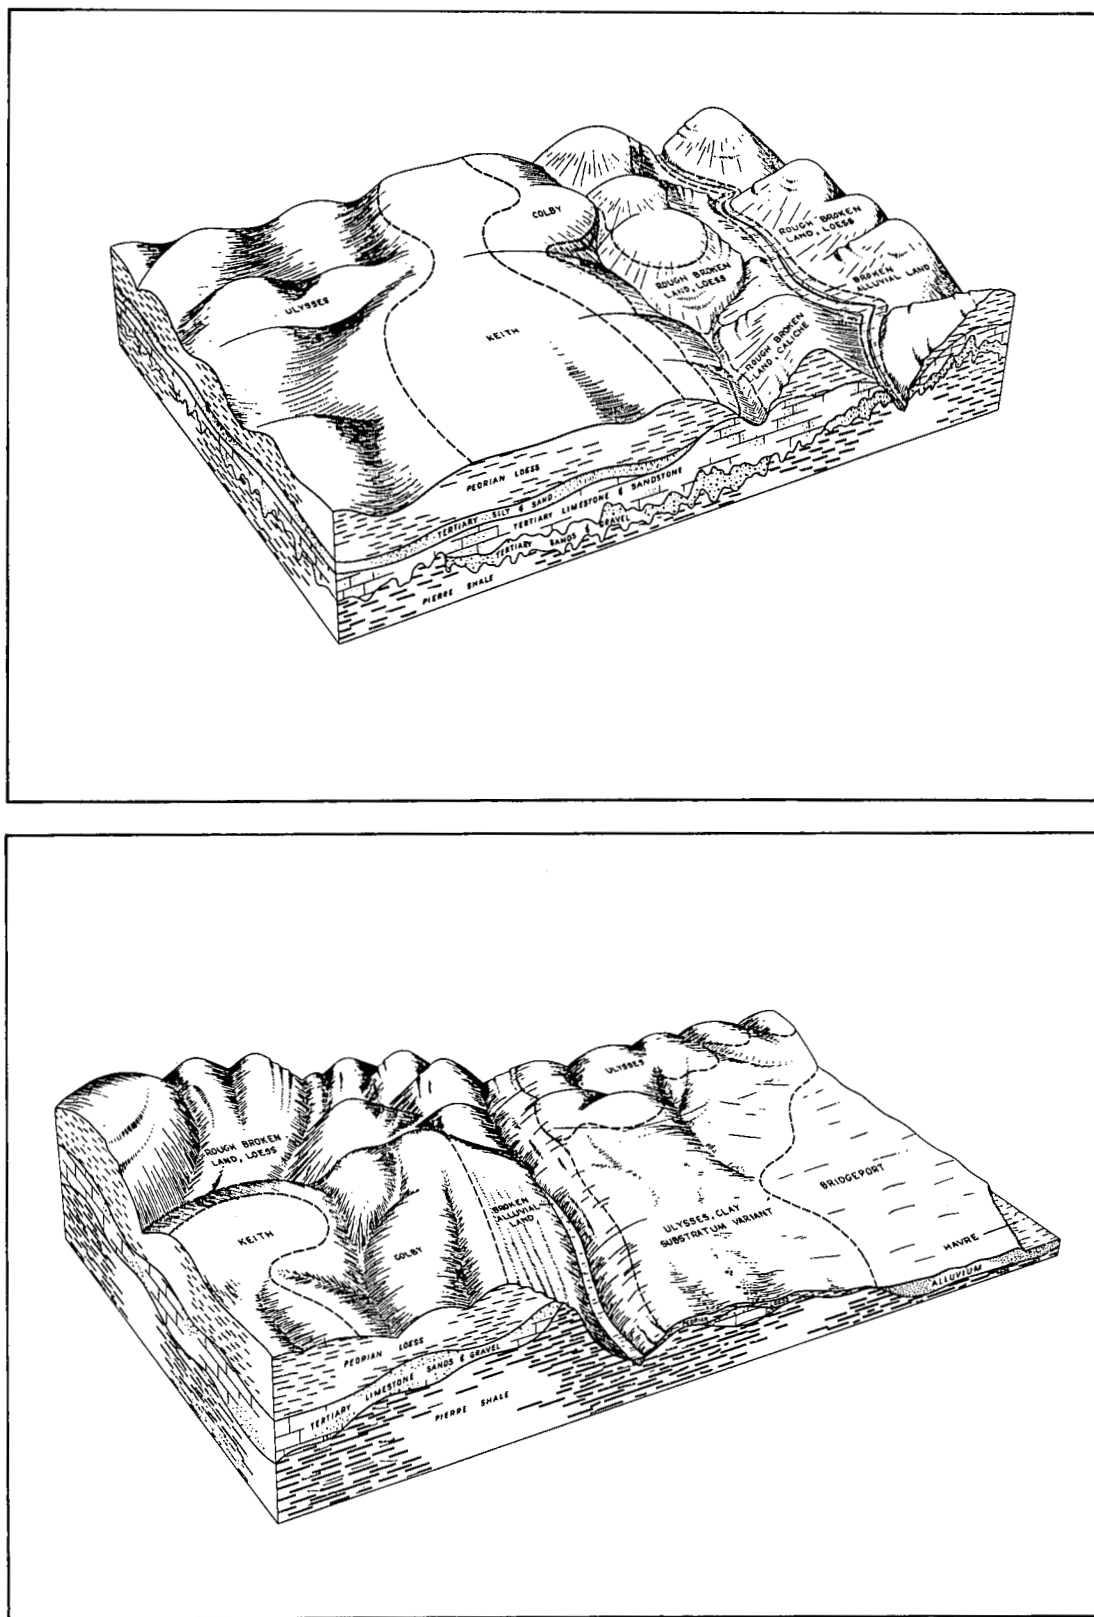 COLBY
ROUGH BROKEN
LAND, LOESS
ROUGH BROKEN
LAND, LOESS
BROKEN
ALLUVIAL LAND
ULYSSES
KEITH
ROUGH BROKEN
LAND, CALICHE
PEORIAN LOESS
TERTIARY SILY & SAND
TERTIARY LIMESTONE & SANDSTONE
TERTIARY SANDS & GRAVEL
PIERRE SHALE
ULYSSES
ROUGH BROKEN
LAND, LOESS
BRIDGEPORT
BROKEN
ALLUVIAL
LAND
KEITH
COLBY
ULYSSES, CLAY
SUBSTRATUM VARIANT
HAVRE
ALLUVIUM
PEORIAN LOESS
TERTIARY LIMESTONE SANDS & GRAVEL
PIERRE SHALE